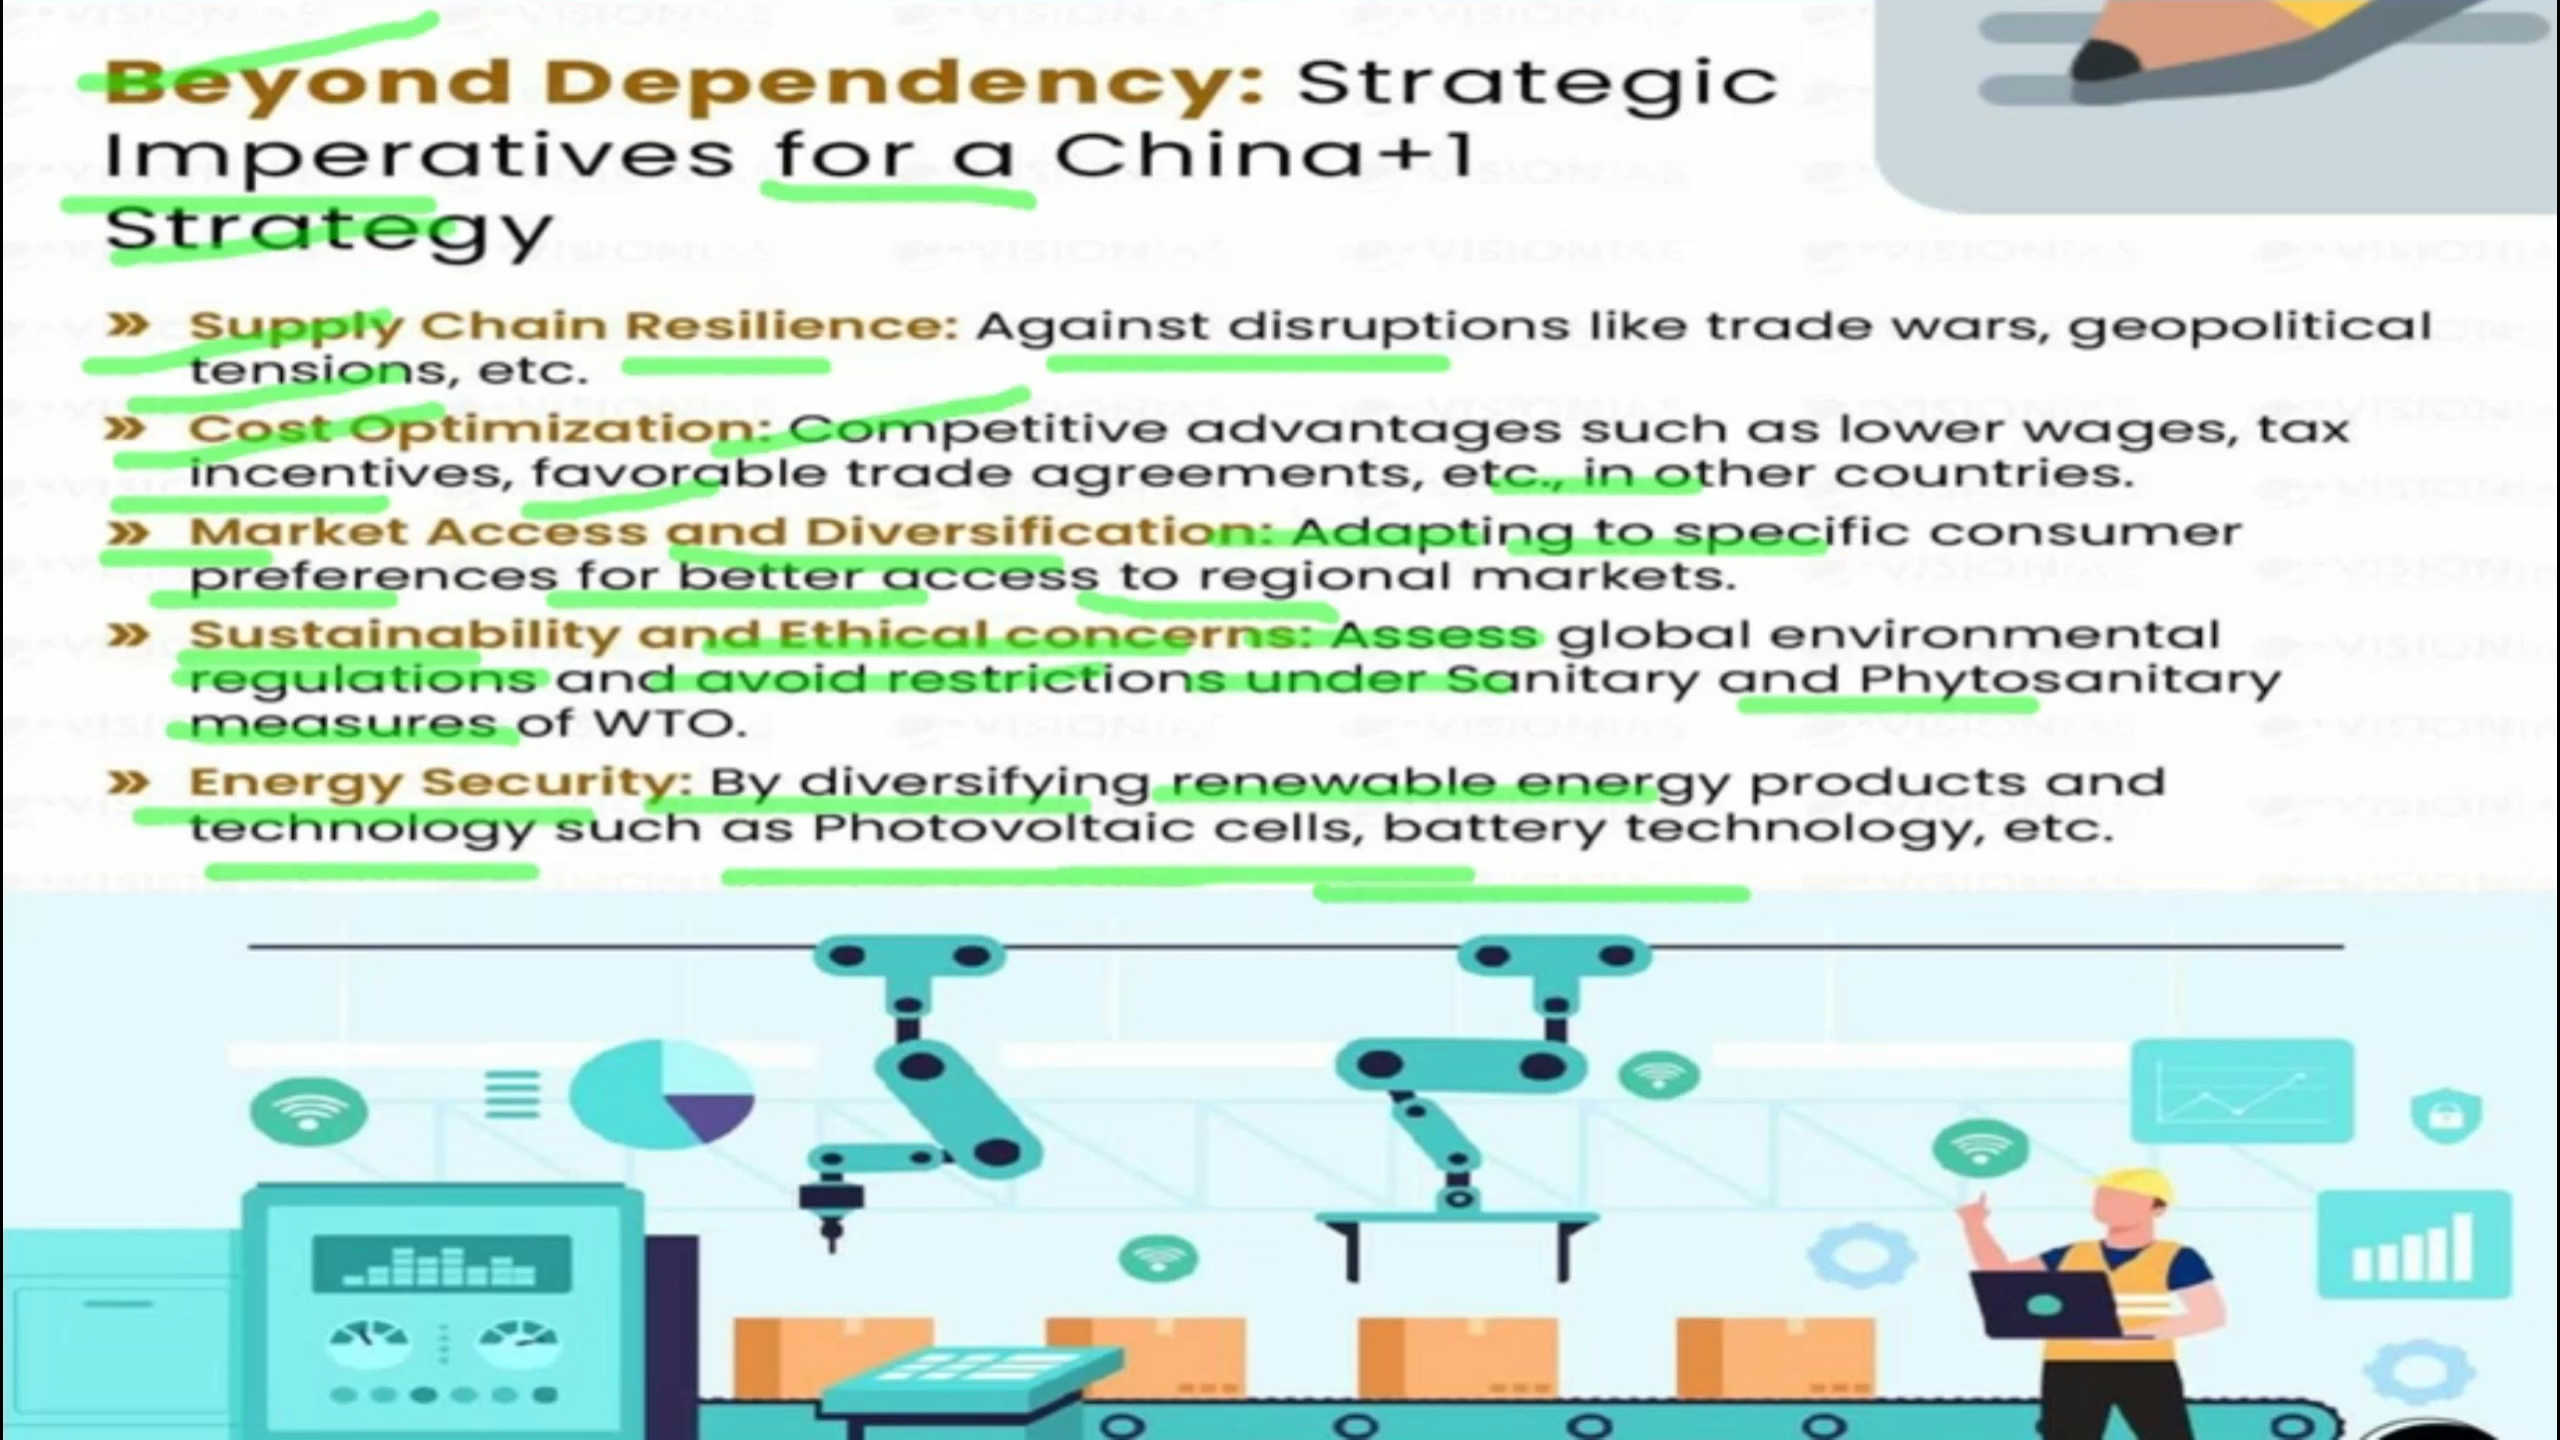 Beyond Dependency: Strategic
Imperatives for a China+1
Strategy
» Supply Chain Resilience: Against disruptions like trade wars, geopolitical
tensions, etc.
» Cost Optimization: Competitive advantages such as lower wages, tax
incentives, favorable trade agreements, etc., in other countries.
» Market Access and Diversification: Adapting to specific consumer
preferences for better access to regional markets.
» Sustainability and Ethical concerns: Assess global environmental
regulations and avoid restrictions under Sanitary and Phytosanitary
measures of WTO.
» Energy Security: By diversifying renewable energy products and
technology such as Photovoltaic cells, battery technology, etc.